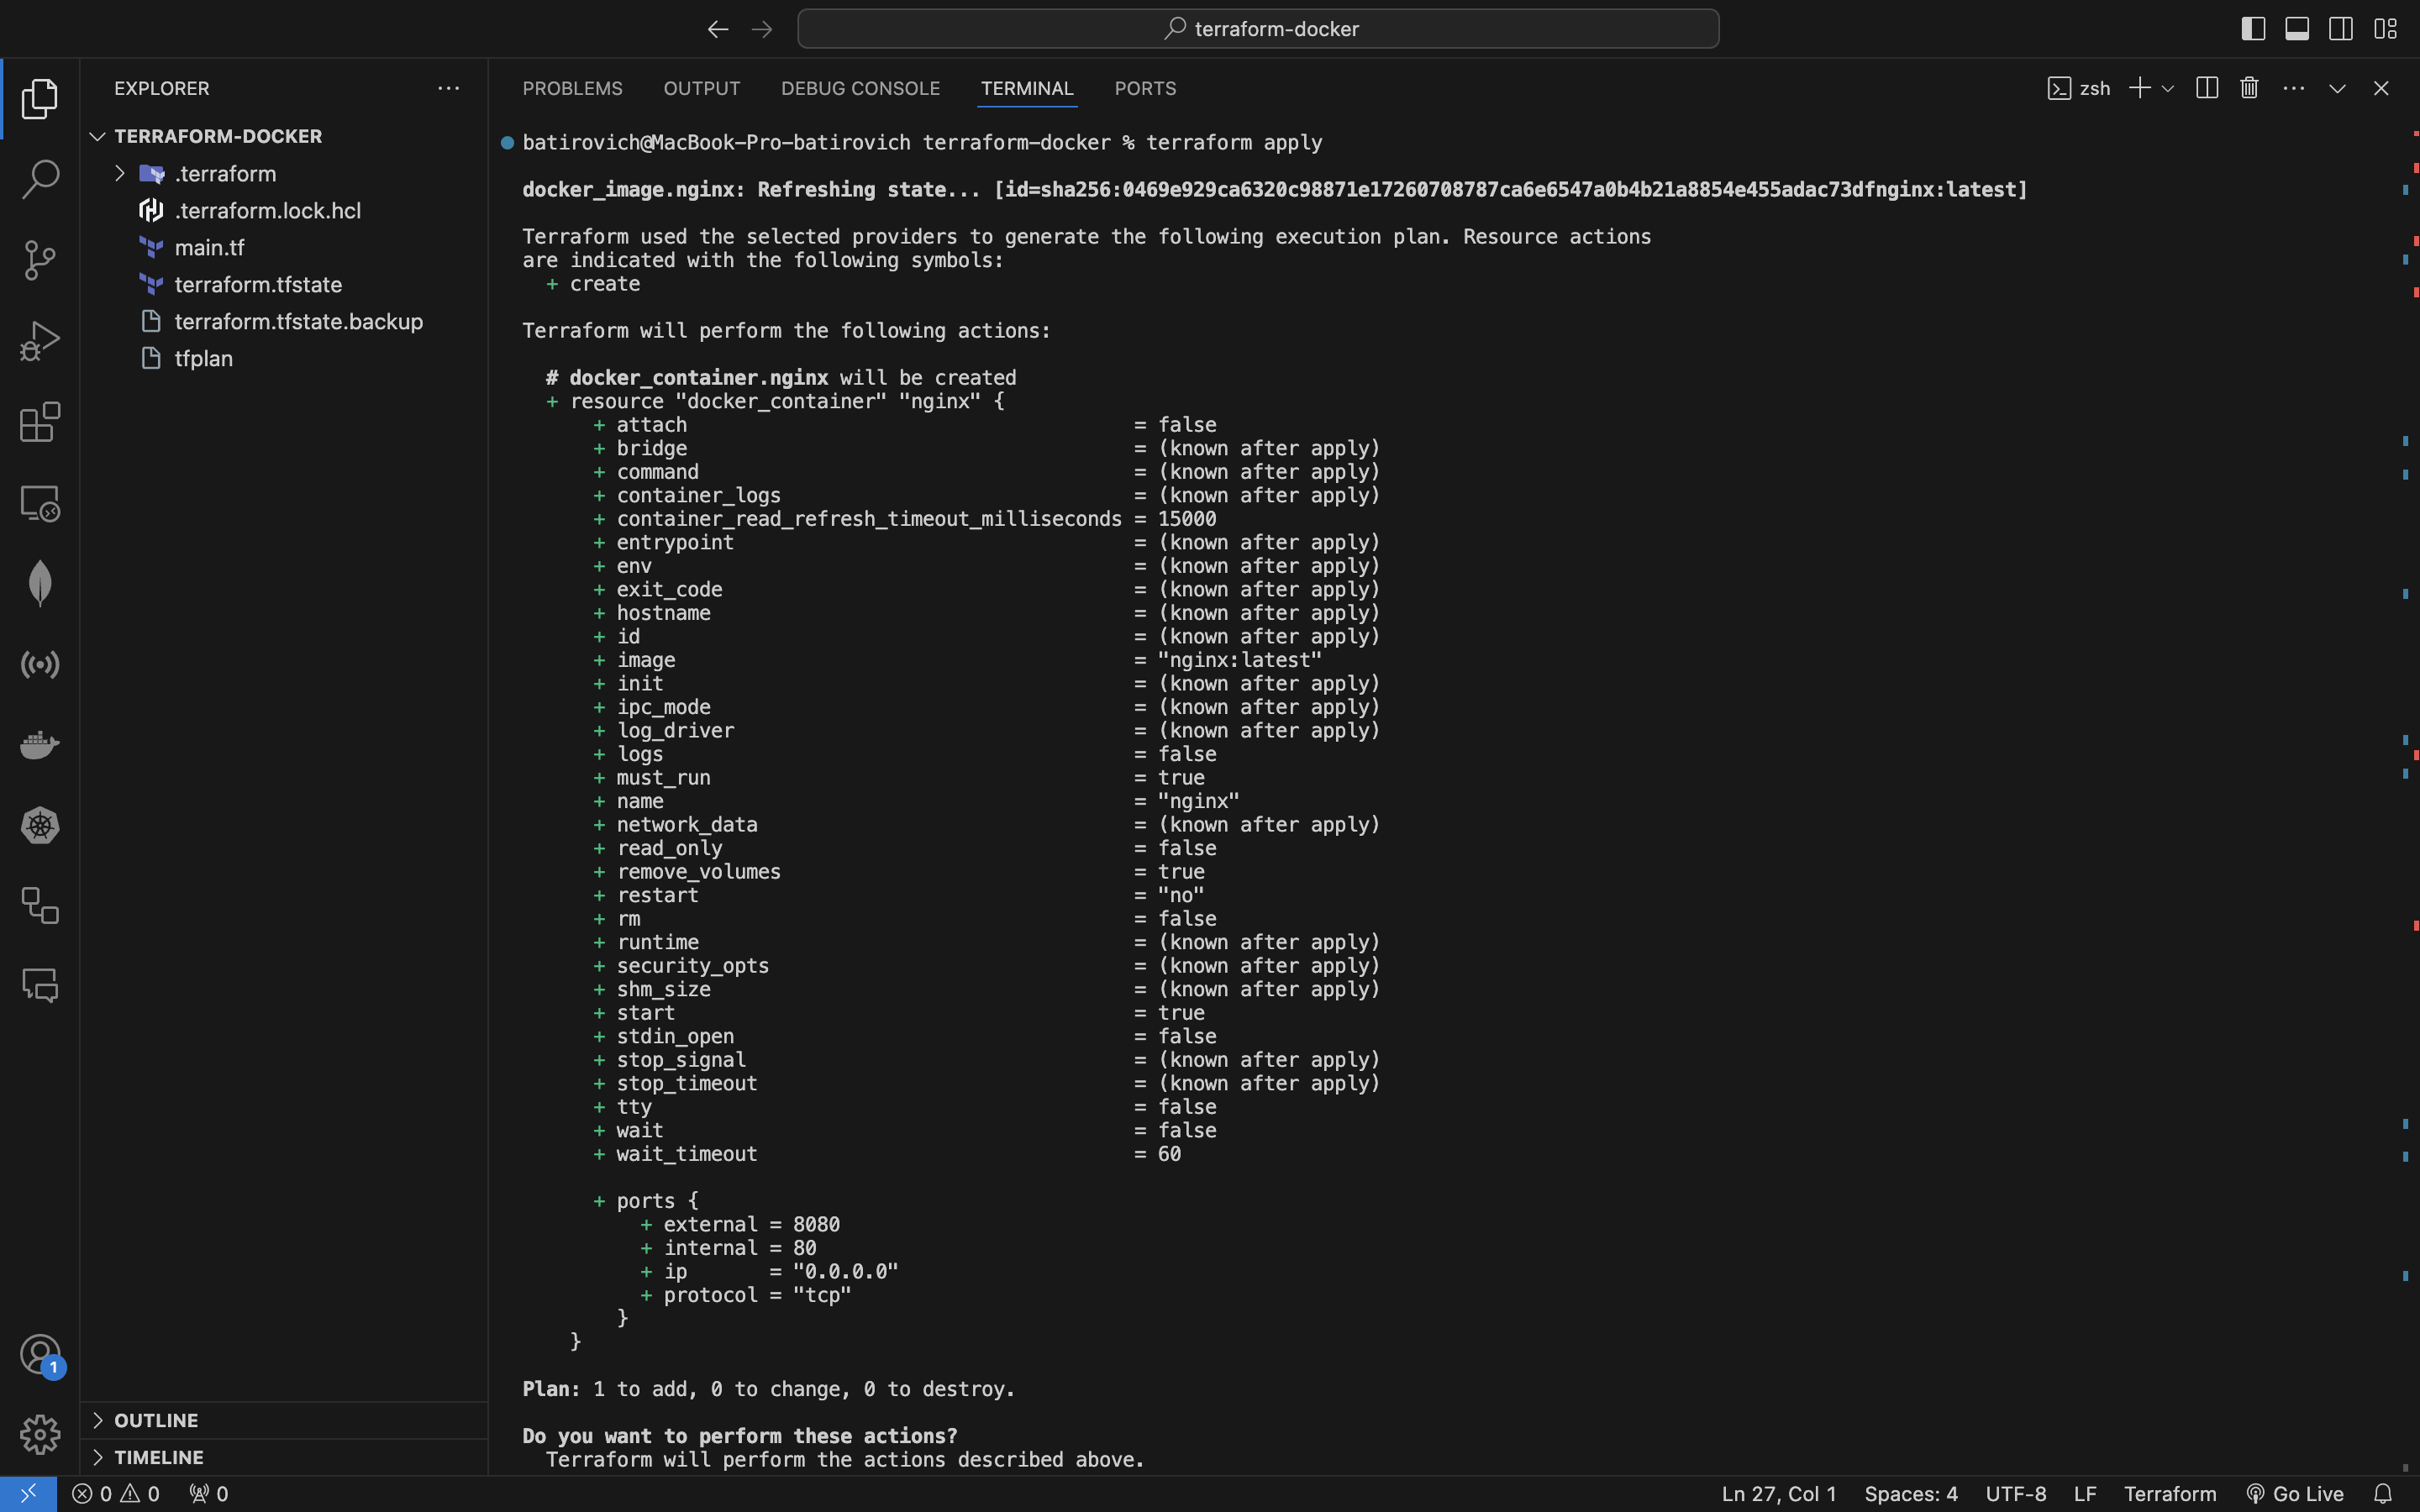 terraform-docker
EXPLORER
TERRAFORM-DOCKER
.terraform
.terraform.lock.hcl
main.tf
terraform.tfstate
terraform.tfstate.backup
tfplan
OUTLINE
TIMELINE
PROBLEMS OUTPUT DEBUG CONSOLE TERMINAL PORTS
zsh
batirovich@MacBook-Pro-batirovich terraform-docker % terraform apply
docker_image.nginx: Refreshing state... [id=sha256:0469e929ca6320c98871e17260708787ca6e6547a0b4b21a8854e455adac73dfnginx:latest]
Terraform used the selected providers to generate the following execution plan. Resource actions
are indicated with the following symbols:
+ create
Terraform will perform the following actions:
# docker_container.nginx will be created
+ resource "docker_container" "nginx" {
+ attach = false
+ bridge = (known after apply)
+ command = (known after apply)
+ container_logs = (known after apply)
+ container_read_refresh_timeout_milliseconds = 15000
+ entrypoint = (known after apply)
+ env = (known after apply)
+ exit_code = (known after apply)
+ hostname = (known after apply)
+ id = (known after apply)
+ image = "nginx:latest"
+ init = (known after apply)
+ ipc_mode = (known after apply)
+ log_driver = (known after apply)
+ logs = false
+ must_run = true
+ name = "nginx"
+ network_data = (known after apply)
+ read_only = false
+ remove_volumes = true
+ restart = "no"
+ rm = false
+ runtime = (known after apply)
+ security_opts = (known after apply)
+ shm_size = (known after apply)
+ start = true
+ stdin_open = false
+ stop_signal = (known after apply)
+ stop_timeout = (known after apply)
+ tty = false
+ wait = false
+ wait_timeout = 60
+ ports {
+ external = 8080
+ internal = 80
+ ip = "0.0.0.0"
+ protocol = "tcp"
}
}
Plan: 1 to add, 0 to change, 0 to destroy.
Do you want to perform these actions?
Terraform will perform the actions described above.
1
0 0 0
Ln 27, Col 1 Spaces: 4 UTF-8 LF Terraform Go Live